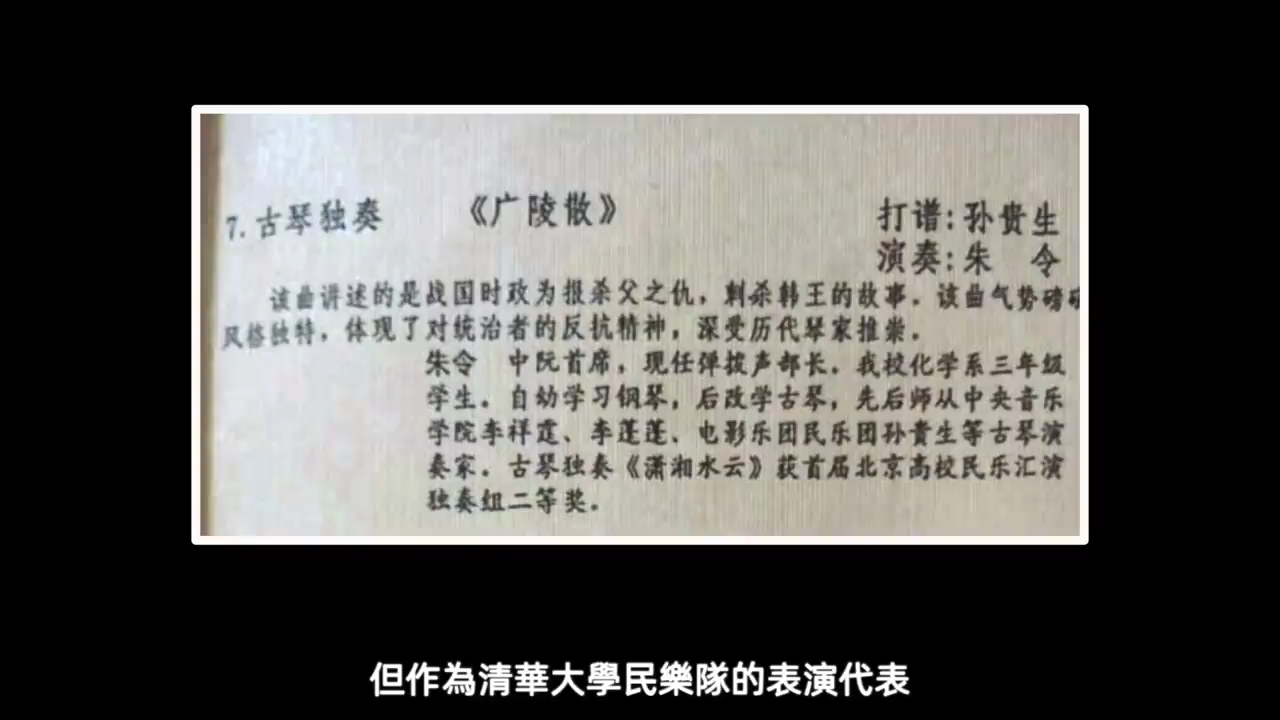 7. 古琴独奏 《广陵散》 打谱: 孙贵生
演奏: 朱 令
该曲讲述的是战国时政为报杀父之仇，刺杀韩王的故事．该曲气势磅礴
风格独特，体现了对统治者的反抗精神，深受历代琴家推崇．
朱令 中阮首席，现任弹拨声部长．我校化学系三年级
学生．自幼学习钢琴，后改学古琴，先后师从中央音乐
学院李祥霆、李蓬蓬、电影乐团民乐团孙贵生等古琴演
奏家．古琴独奏《潇湘水云》获首届北京高校民乐汇演
独奏组二等奖．
但作為清華大學民樂隊的表演代表